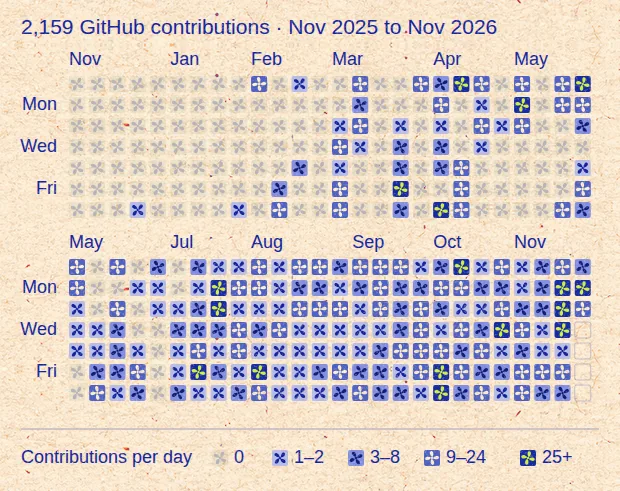 2,159 GitHub contributions · Nov 2025 to Nov 2026
Nov Jan Feb Mar Apr May
Mon
Wed
Fri
May Jul Aug Sep Oct Nov
Mon
Wed
Fri
Contributions per day 0 1–2 3–8 9–24 25+